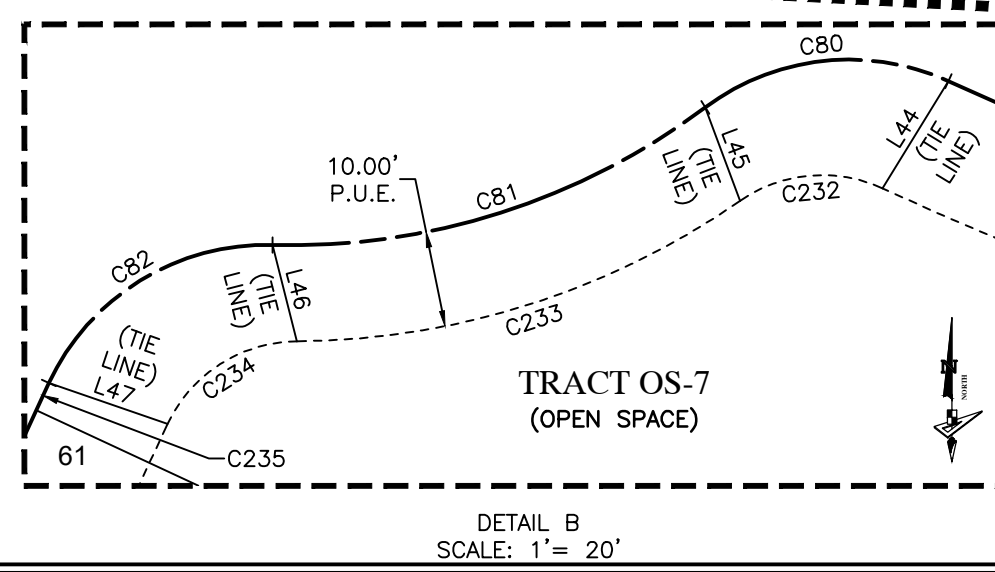 C80
L44
(TIE
LINE)
L45
(TIE
LINE)
10.00'
P.U.E.
C81
C232
C82
L46
(TIE
LINE)
C233
(TIE
LINE)
L47
C234
TRACT OS-7
(OPEN SPACE)
N
NORTH
61
C235
DETAIL B
SCALE: 1'= 20'